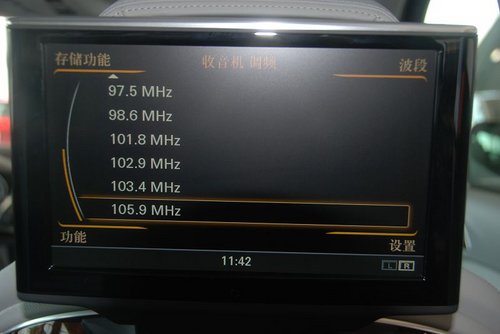 存储功能 收音机 调频 波段
97.5 MHz
98.6 MHz
101.8 MHz
102.9 MHz
103.4 MHz
105.9 MHz
功能 设置
11:42 L R